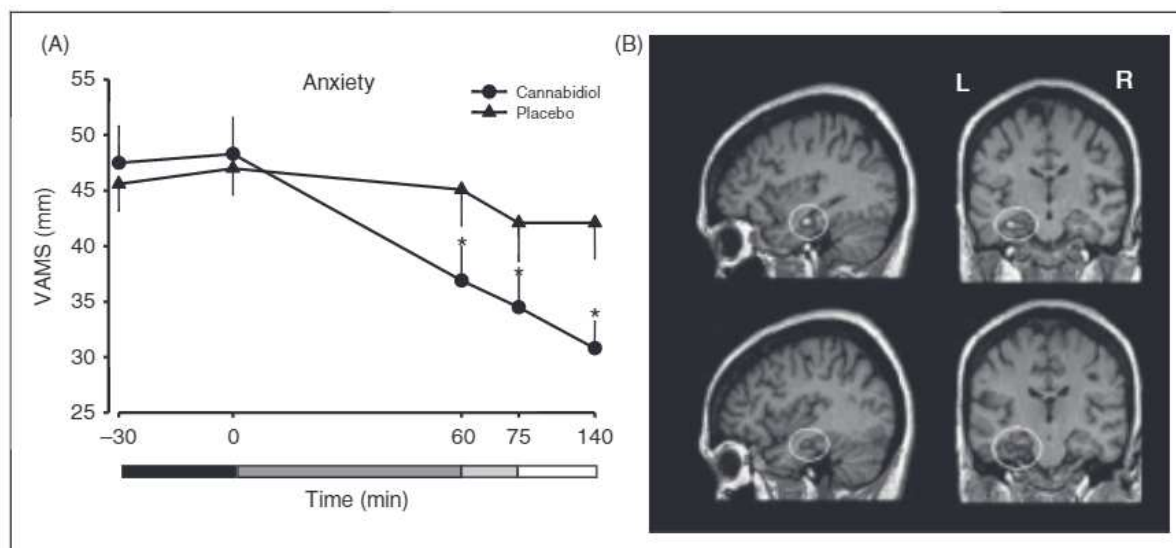 (A)
Anxiety
Cannabidiol
Placebo
VAMS (mm)
55
50
45
40
35
30
25
*
*
*
–30 0 60 75 140
Time (min)
(B)
L R